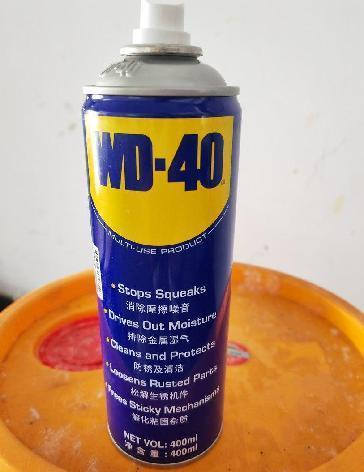 WD-40
MULTI-USE PRODUCT
• Stops Squeaks
消除摩擦噪音
• Drives Out Moisture
排除金属湿气
• Cleans and Protects
防锈及清洁
• Loosens Rusted Parts
松解生锈机件
• Frees Sticky Mechanisms
NET VOL: 400ml
净含量: 400ml